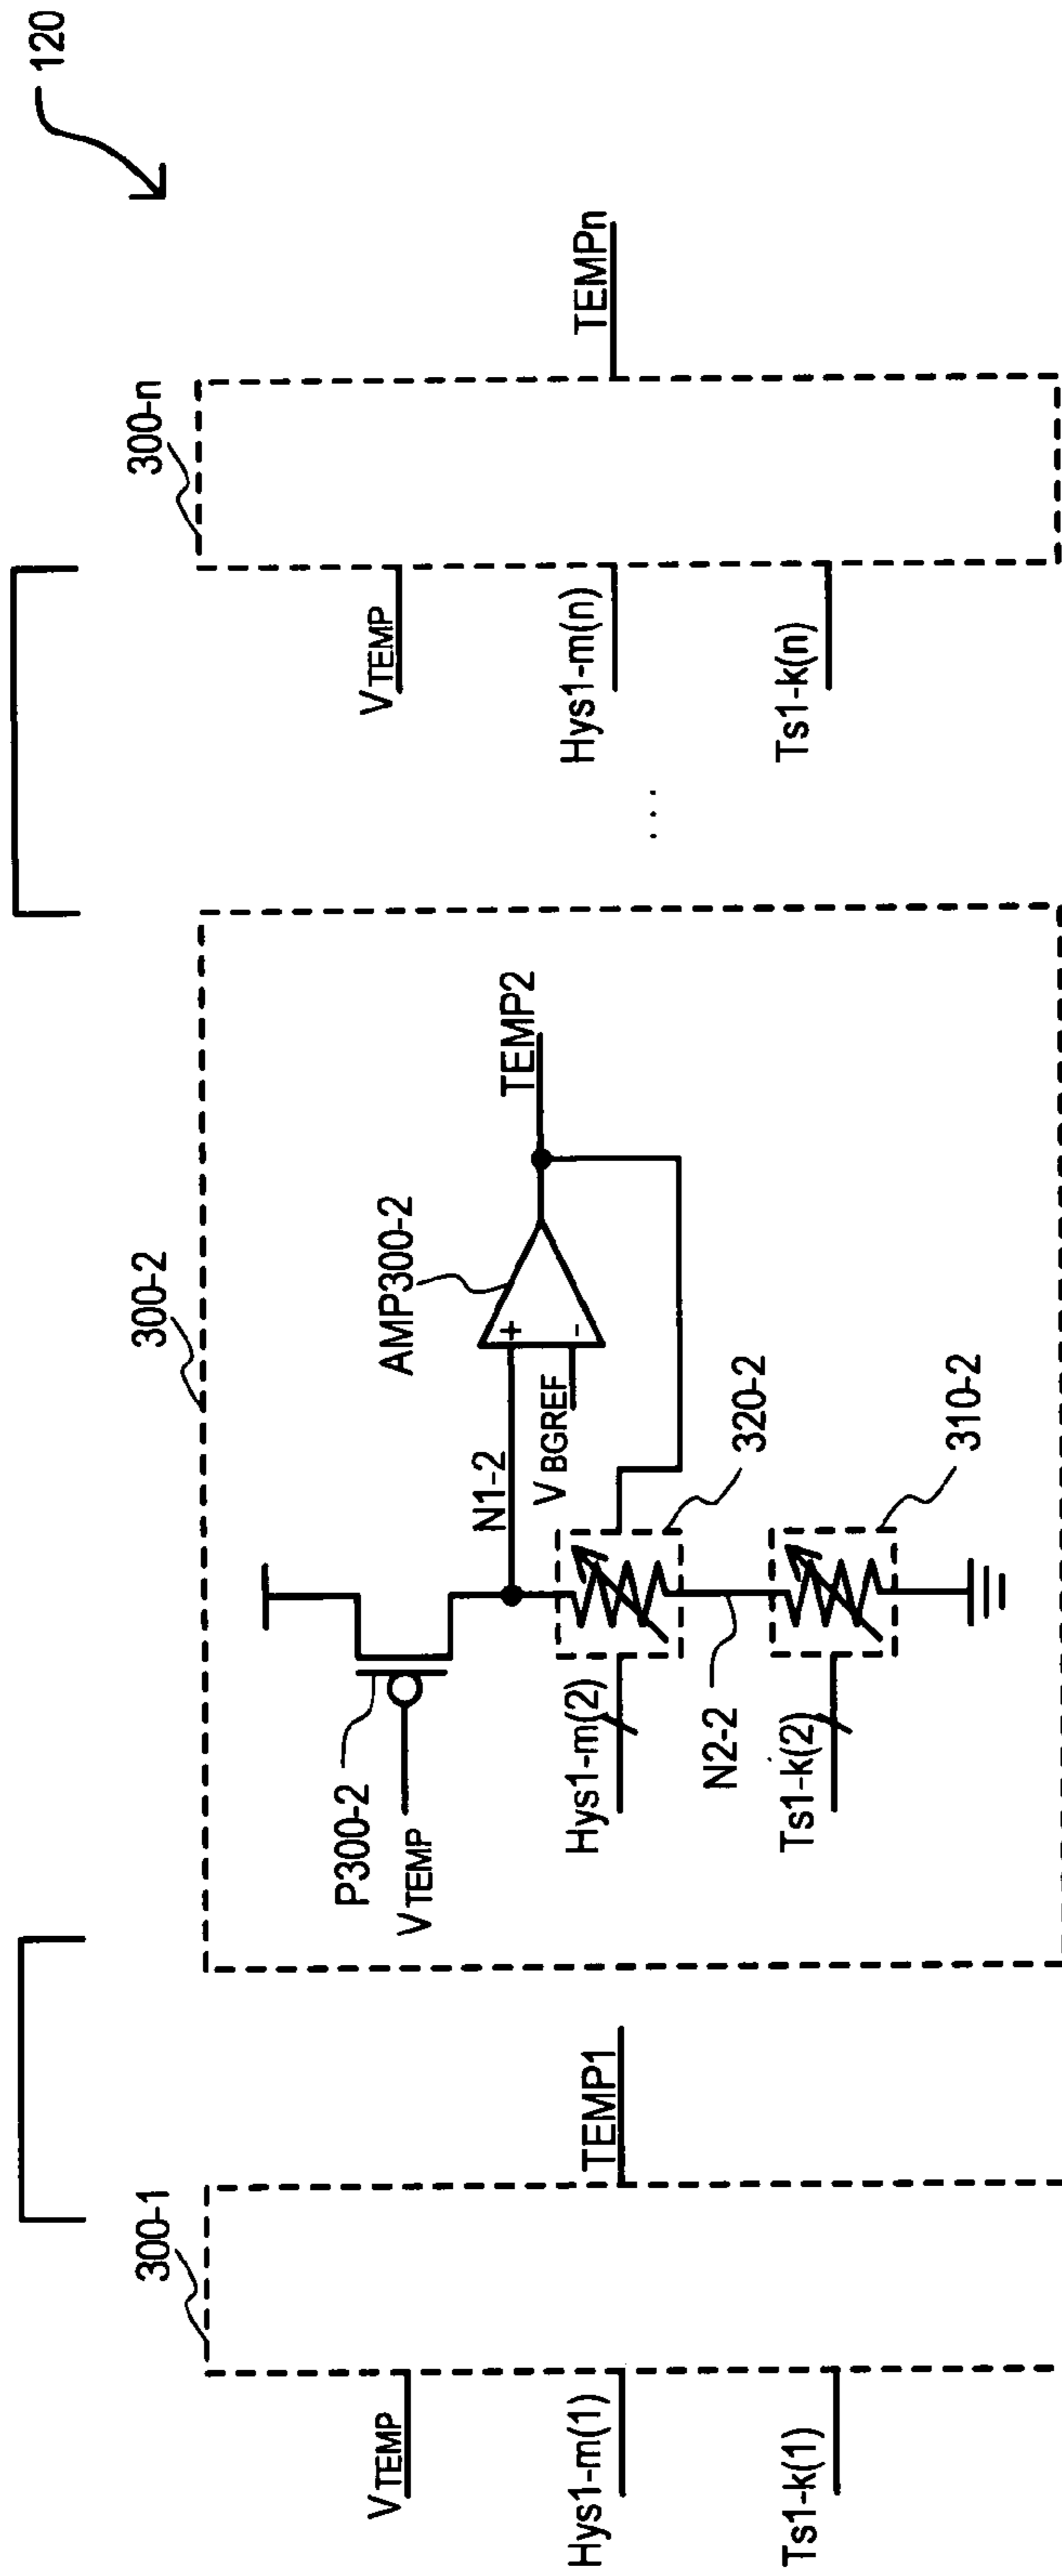 120
300-1
VTEMP
Hys1-m(1)
Ts1-k(1)
TEMP1
300-2
P300-2
VTEMP
Hys1-m(2)
N2-2
Ts1-k(2)
N1-2
VBGREF
AMP300-2
+
-
320-2
310-2
TEMP2
...
300-n
VTEMP
Hys1-m(n)
Ts1-k(n)
TEMPn